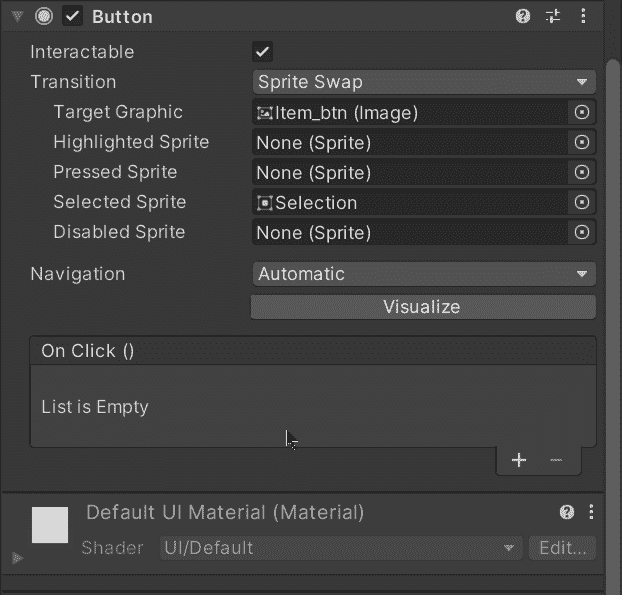 Button
Interactable
Transition Sprite Swap
Target Graphic Item_btn (Image)
Highlighted Sprite None (Sprite)
Pressed Sprite None (Sprite)
Selected Sprite Selection
Disabled Sprite None (Sprite)
Navigation Automatic
Visualize
On Click ()
List is Empty
Default UI Material (Material)
Shader UI/Default Edit...